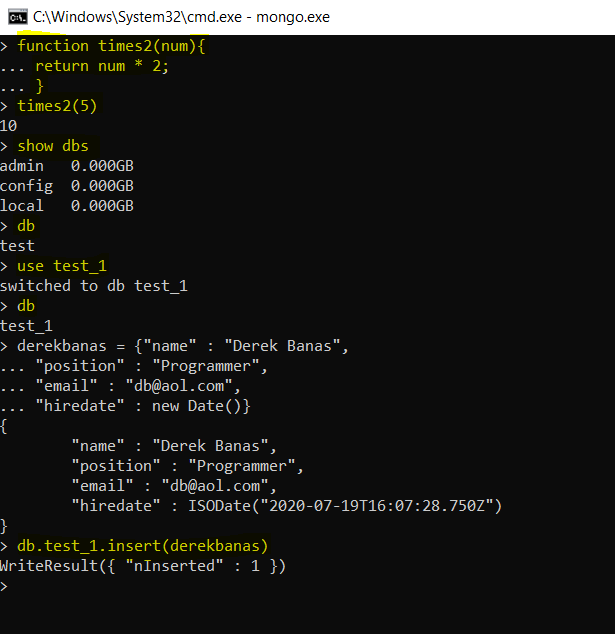 C:\Windows\System32\cmd.exe - mongo.exe
> function times2(num){
... return num * 2;
... }
> times2(5)
10
> show dbs
admin   0.000GB
config  0.000GB
local   0.000GB
> db
test
> use test_1
switched to db test_1
> db
test_1
> derekbanas = {"name" : "Derek Banas",
... "position" : "Programmer",
... "email" : "db@aol.com",
... "hiredate" : new Date()}
{
        "name" : "Derek Banas",
        "position" : "Programmer",
        "email" : "db@aol.com",
        "hiredate" : ISODate("2020-07-19T16:07:28.750Z")
}
> db.test_1.insert(derekbanas)
WriteResult({ "nInserted" : 1 })
>